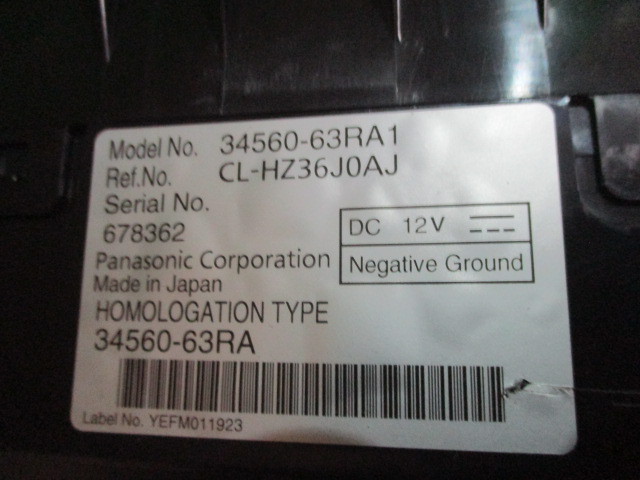 Model No. 34560-63RA1
Ref.No. CL-HZ36J0AJ
Serial No.
678362
DC 12V
Negative Ground
Panasonic Corporation
Made in Japan
HOMOLOGATION TYPE
34560-63RA
Label No. YEFM011923